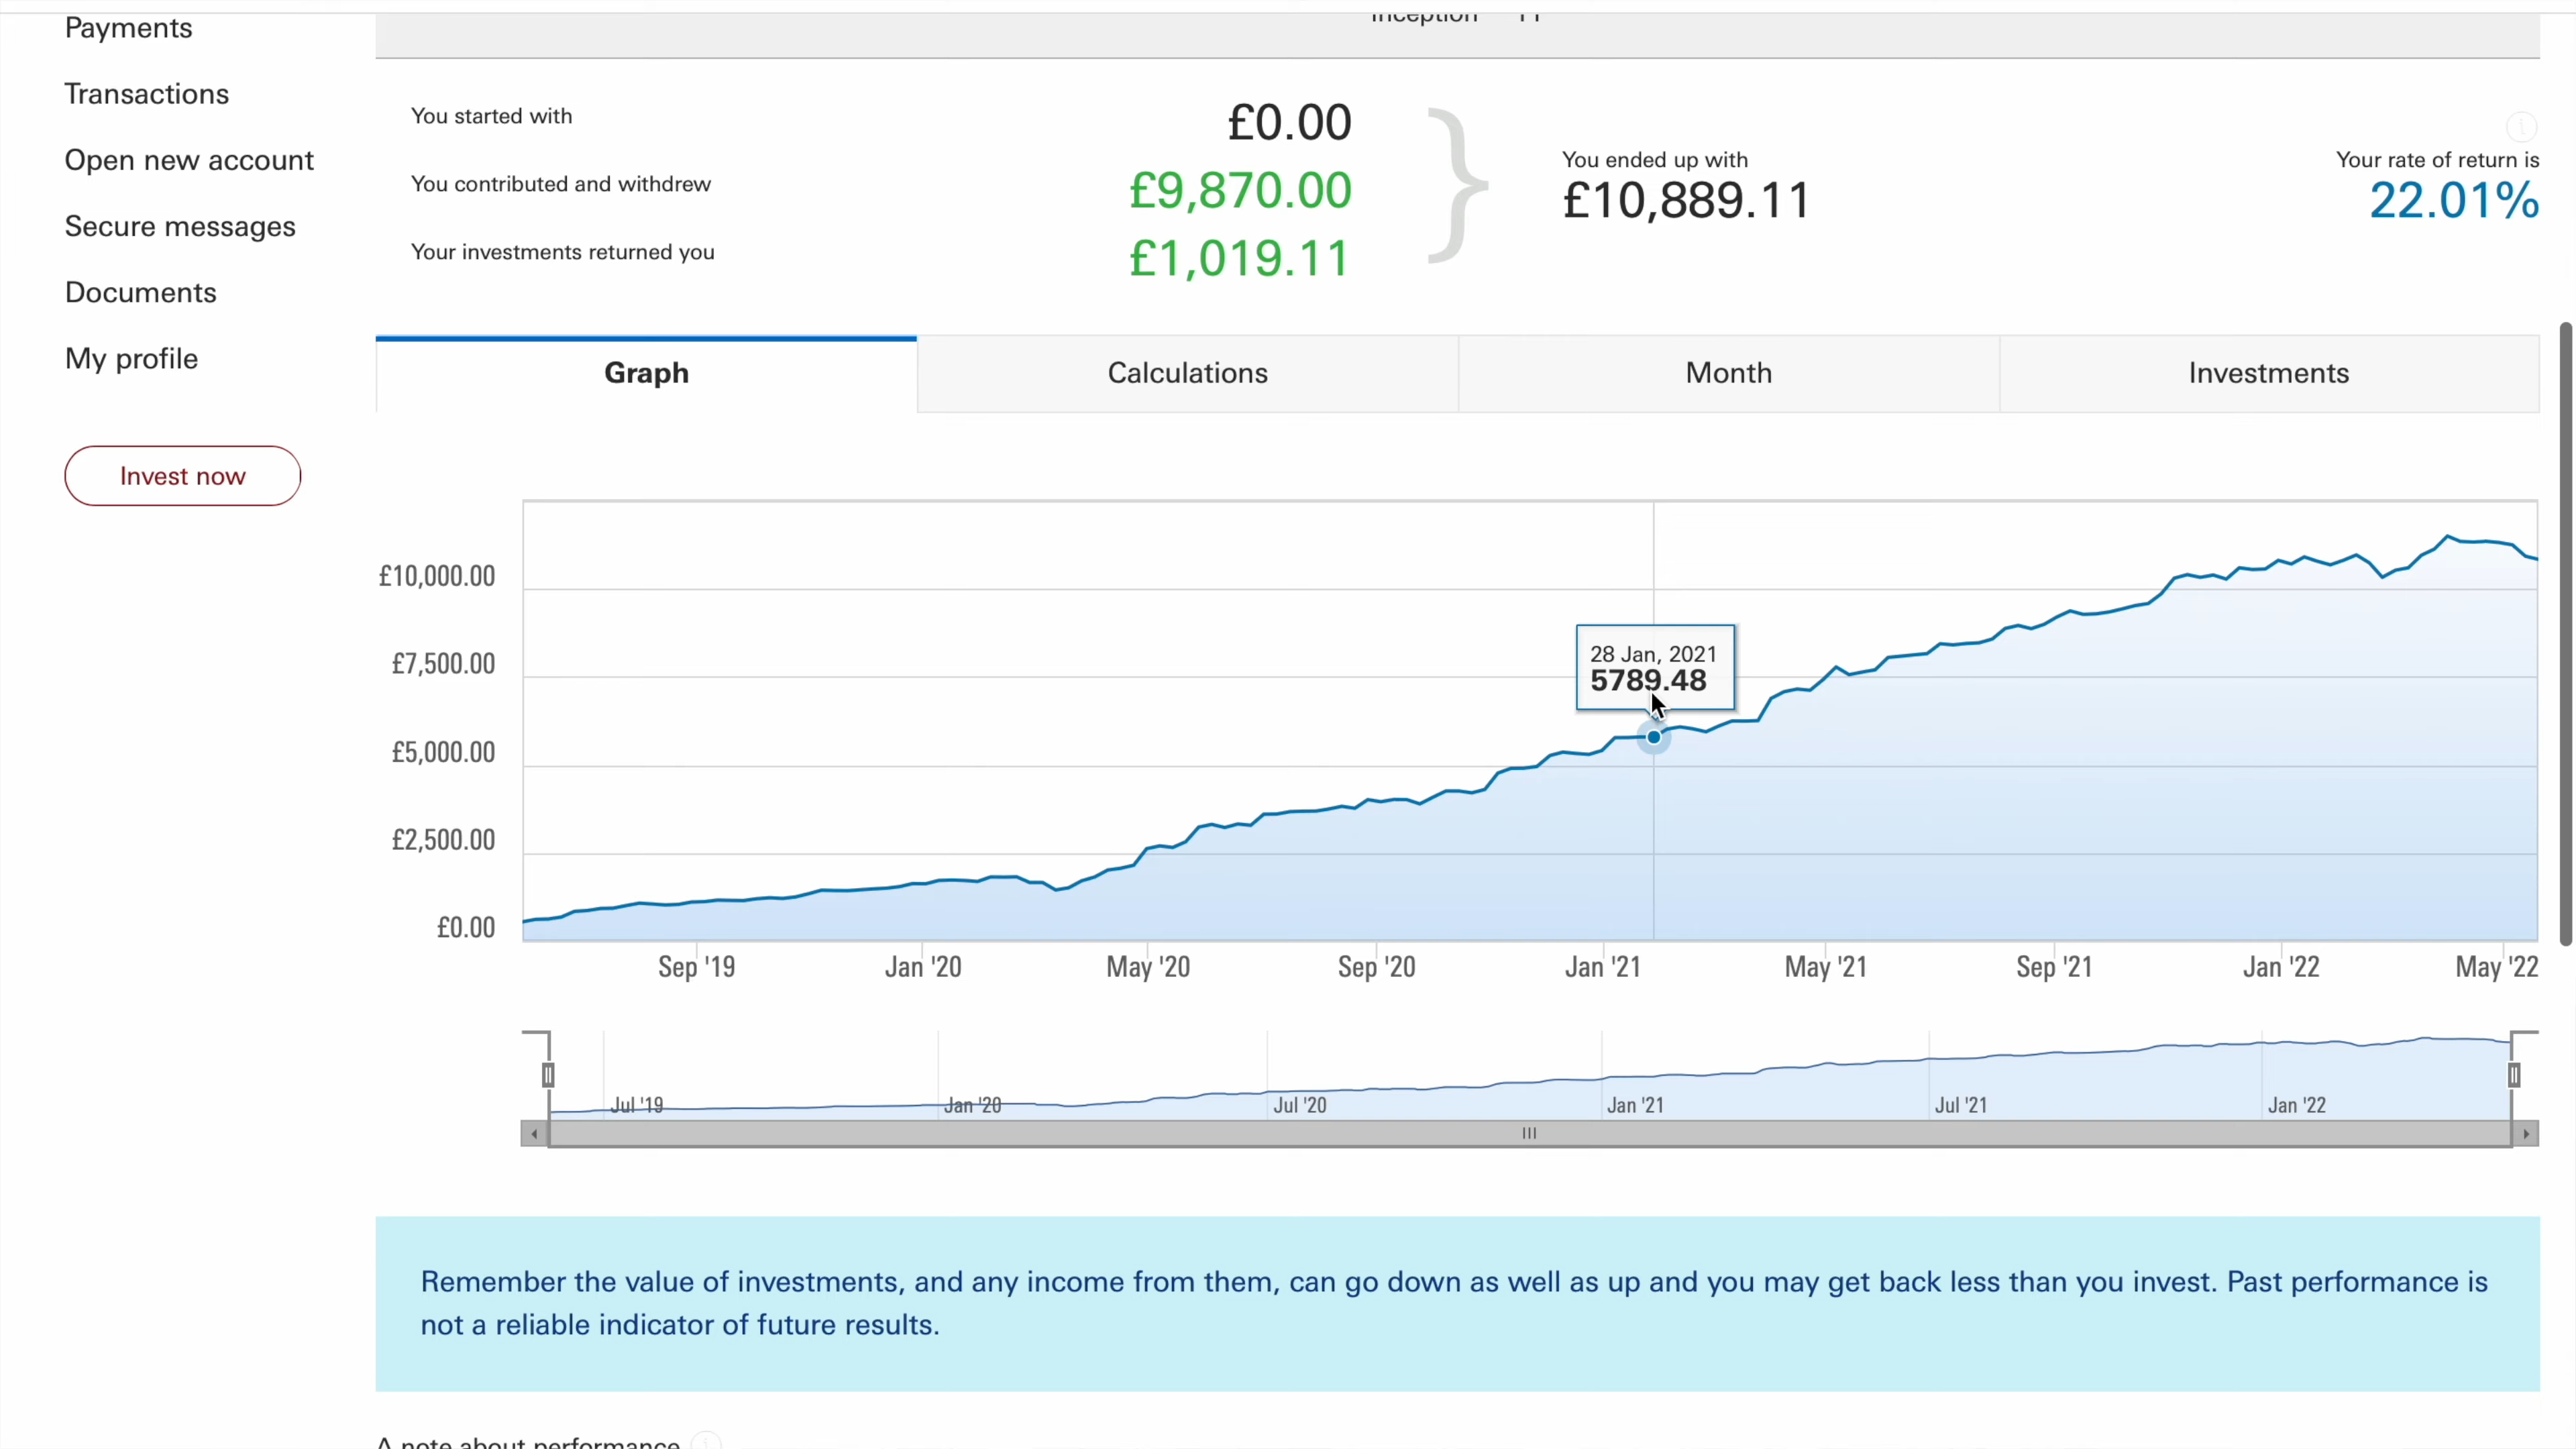 Payments
Transactions
Open new account
Secure messages
Documents
My profile
Invest now
Inception
You started with
£0.00
You contributed and withdrew
£9,870.00
Your investments returned you
£1,019.11
You ended up with
£10,889.11
Your rate of return is
22.01%
Graph
Calculations
Month
Investments
£10,000.00
£7,500.00
£5,000.00
£2,500.00
£0.00
28 Jan, 2021
5789.48
Sep '19
Jan '20
May '20
Sep '20
Jan '21
May '21
Sep '21
Jan '22
May '22
Jul '19
Jan '20
Jul '20
Jan '21
Jul '21
Jan '22
Remember the value of investments, and any income from them, can go down as well as up and you may get back less than you invest. Past performance is
not a reliable indicator of future results.
A note about performance